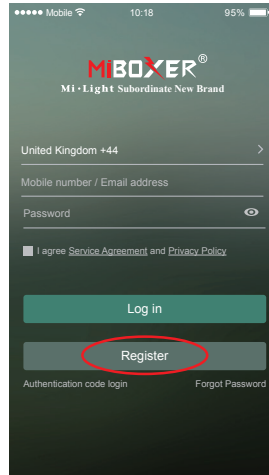 Mobile 10:18 95%
MiBOXER®
Mi·Light Subordinate New Brand
United Kingdom +44
Mobile number / Email address
Password
I agree Service Agreement and Privacy Policy
Log in
Register
Authentication code login Forgot Password